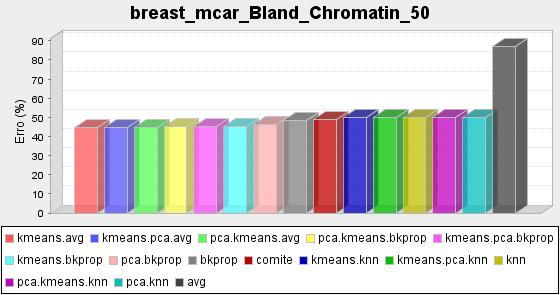 breast_mcar_Bland_Chromatin_50
90
80
70
60
50
40
30
20
10
0
Erro (%)
kmeans.avg kmeans.pca.avg pca.kmeans.avg pca.kmeans.bkprop kmeans.pca.bkprop
kmeans.bkprop pca.bkprop bkprop comite kmeans.knn kmeans.pca.knn knn
pca.kmeans.knn pca.knn avg